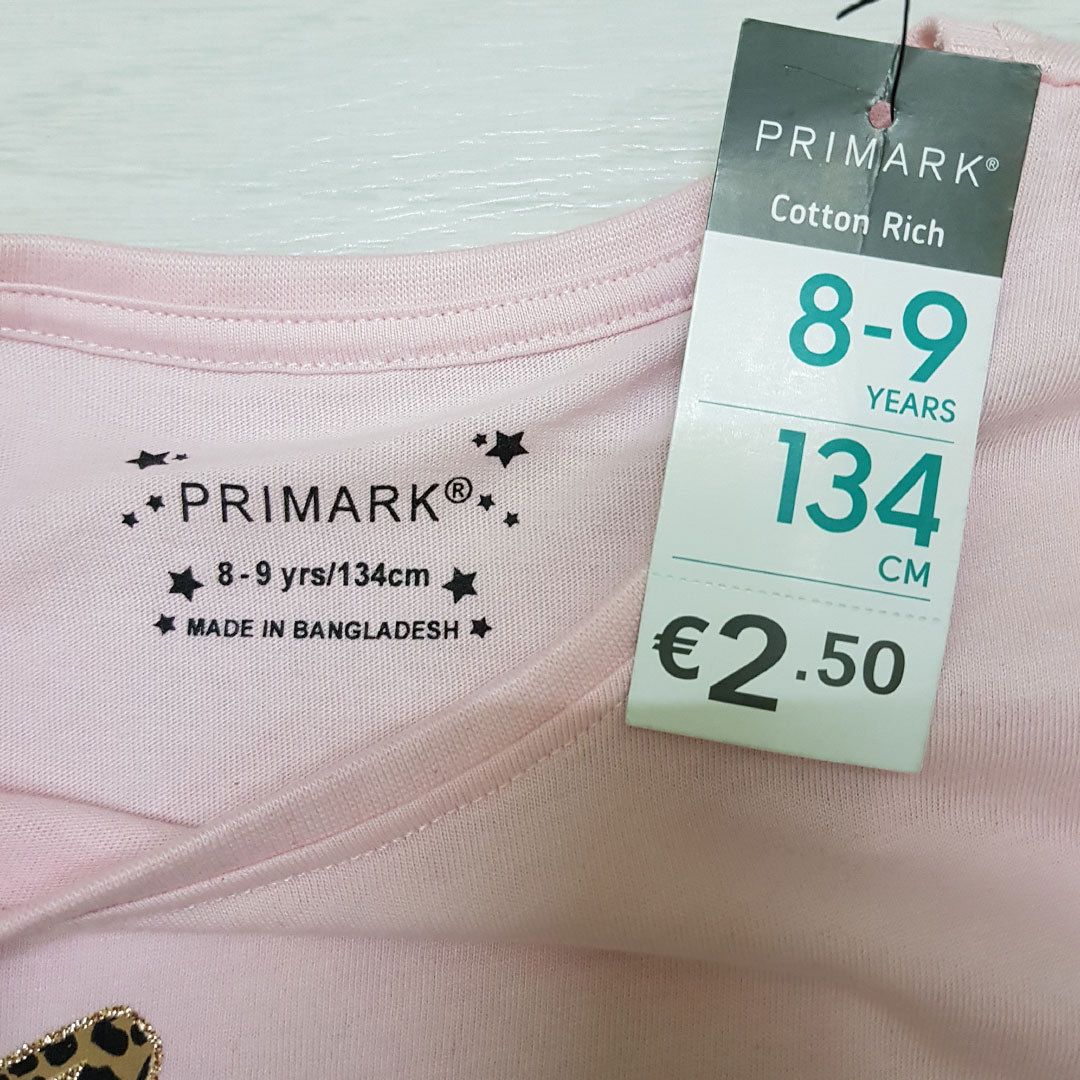 PRIMARK®
Cotton Rich
8-9
YEARS
134
CM
€2.50
PRIMARK®
8-9 yrs/134cm
MADE IN BANGLADESH